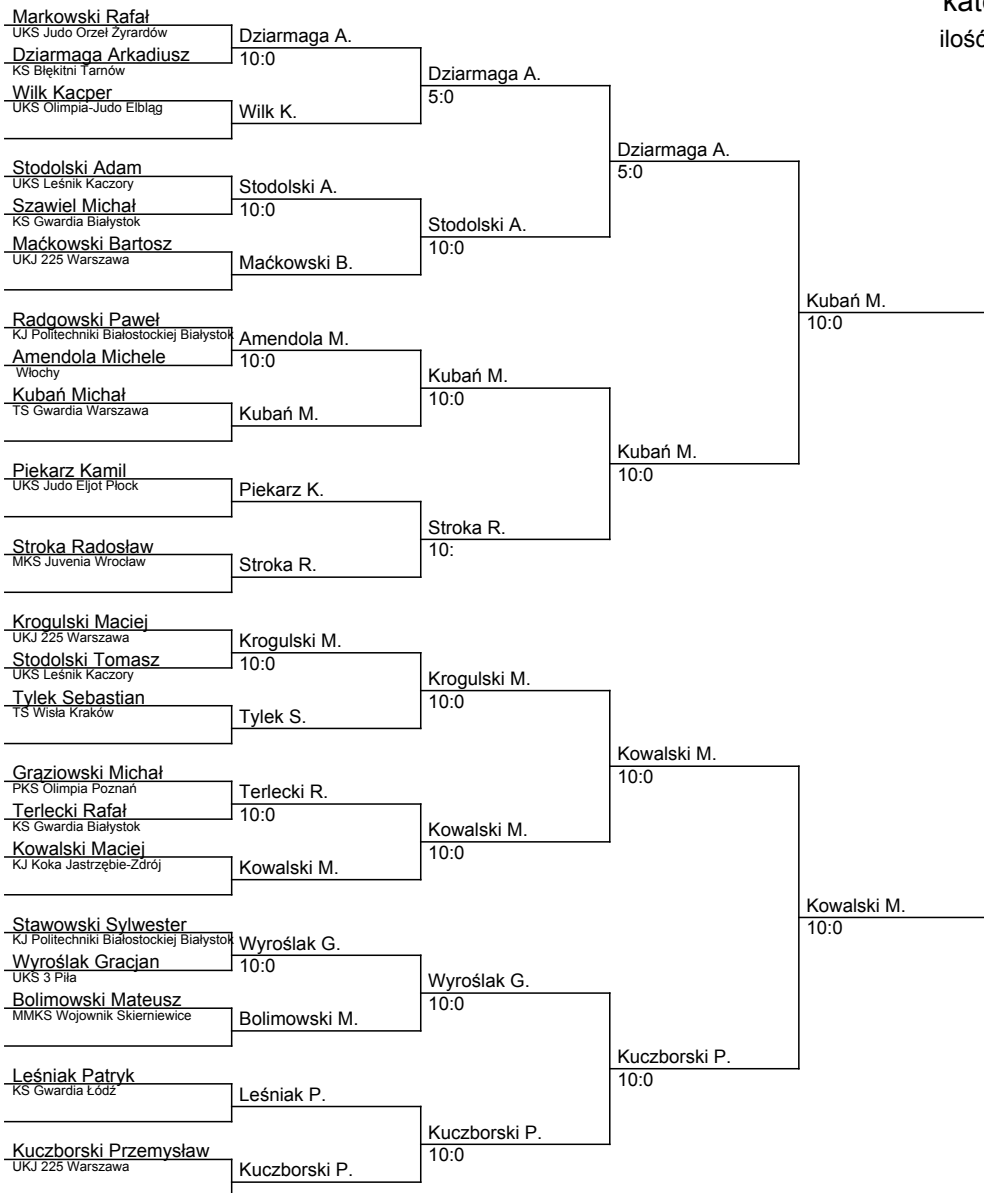 kate
ilość
Markowski Rafał
UKS Judo Orzeł Żyrardów
Dziarmaga Arkadiusz
KS Błękitni Tarnów
Wilk Kacper
UKS Olimpia-Judo Elbląg
Stodolski Adam
UKS Leśnik Kaczory
Szawiel Michał
KS Gwardia Białystok
Maćkowski Bartosz
UKJ 225 Warszawa
Radgowski Paweł
KJ Politechniki Białostockiej Białystok
Amendola Michele
Włochy
Kubań Michał
TS Gwardia Warszawa
Piekarz Kamil
UKS Judo Eljot Płock
Stroka Radosław
MKS Juvenia Wrocław
Krogulski Maciej
UKJ 225 Warszawa
Stodolski Tomasz
UKS Leśnik Kaczory
Tylek Sebastian
TS Wisła Kraków
Grąziowski Michał
PKS Olimpia Poznań
Terlecki Rafał
KS Gwardia Białystok
Kowalski Maciej
KJ Koka Jastrzębie-Zdrój
Stawowski Sylwester
KJ Politechniki Białostockiej Białystok
Wyroślak Gracjan
UKS 3 Piła
Bolimowski Mateusz
MMKS Wojownik Skierniewice
Leśniak Patryk
KS Gwardia Łódź
Kuczborski Przemysław
UKJ 225 Warszawa
Dziarmaga A.
10:0
Wilk K.
Stodolski A.
10:0
Maćkowski B.
Amendola M.
10:0
Kubań M.
Piekarz K.
Stroka R.
Krogulski M.
10:0
Tylek S.
Terlecki R.
10:0
Kowalski M.
Wyroślak G.
10:0
Bolimowski M.
Leśniak P.
Kuczborski P.
Dziarmaga A.
5:0
Stodolski A.
10:0
Kubań M.
10:0
Stroka R.
10:
Krogulski M.
10:0
Kowalski M.
10:0
Wyroślak G.
10:0
Kuczborski P.
10:0
Dziarmaga A.
5:0
Kubań M.
10:0
Kowalski M.
10:0
Kuczborski P.
10:0
Kubań M.
10:0
Kowalski M.
10:0